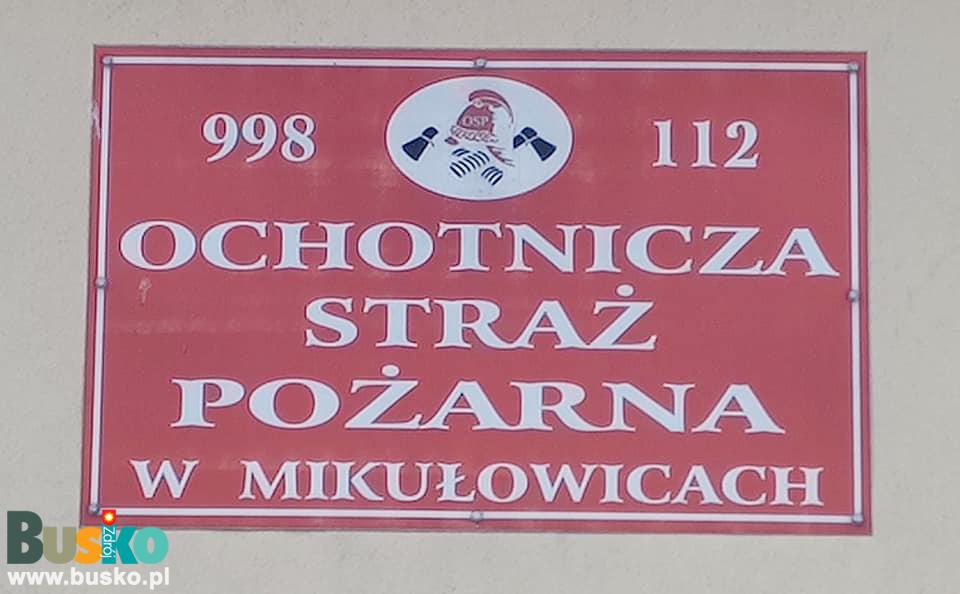 998 OSP 112
OCHOTNICZA
STRAŻ
POŻARNA
W MIKUŁOWICACH
Busko
Zdrój
www.busko.pl